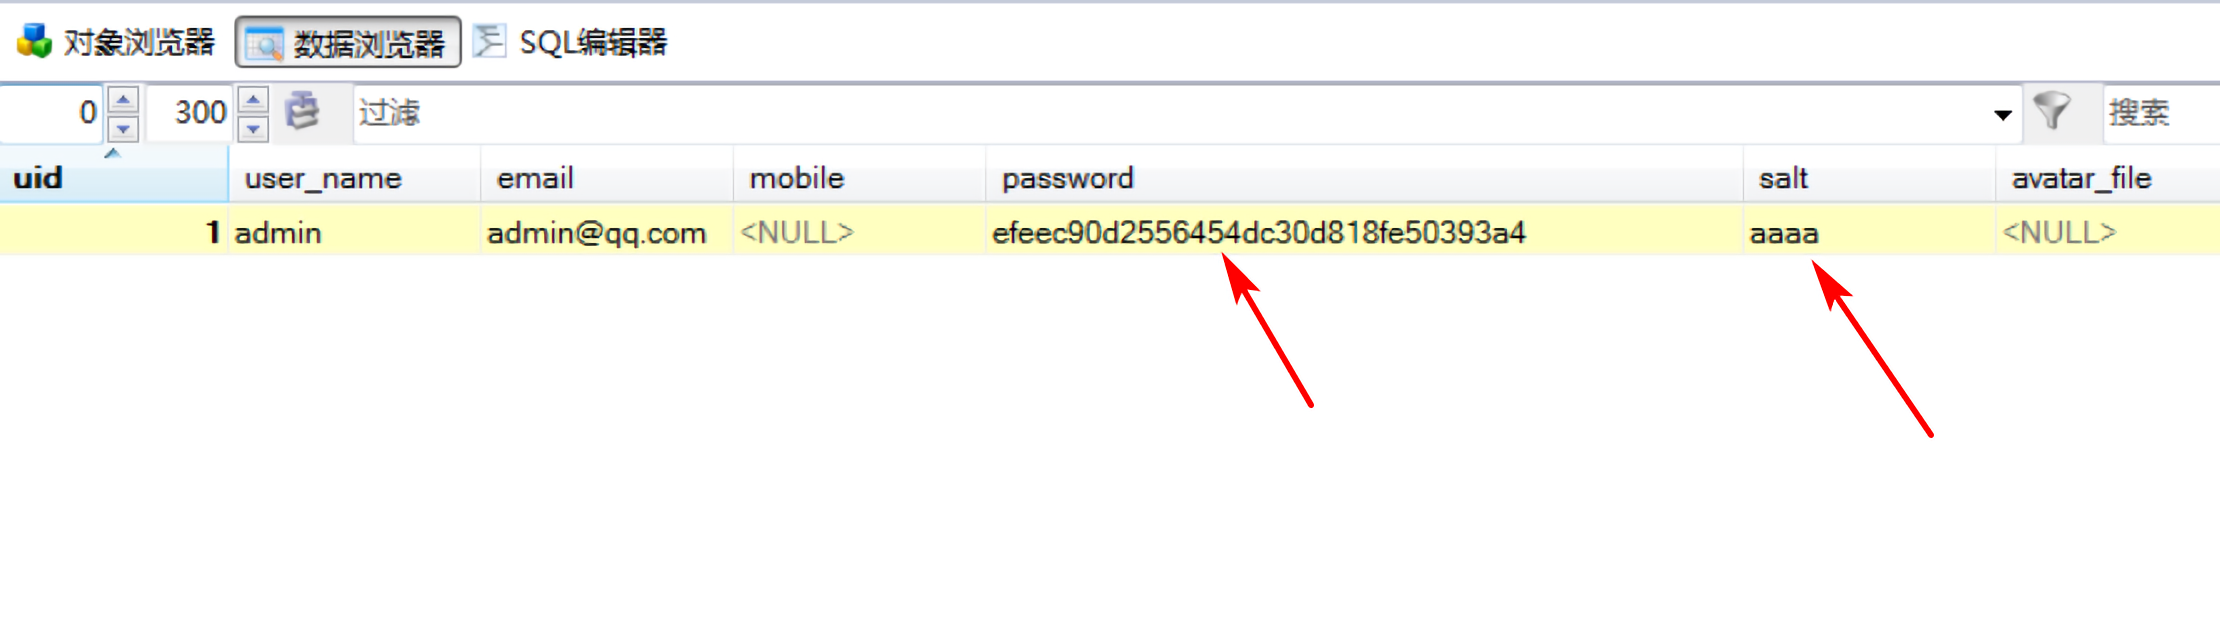 对象浏览器 数据浏览器 SQL编辑器
0 300 过滤 搜索
uid user_name email mobile password salt avatar_file
1 admin admin@qq.com <NULL> efeec90d2556454dc30d818fe50393a4 aaaa <NULL>